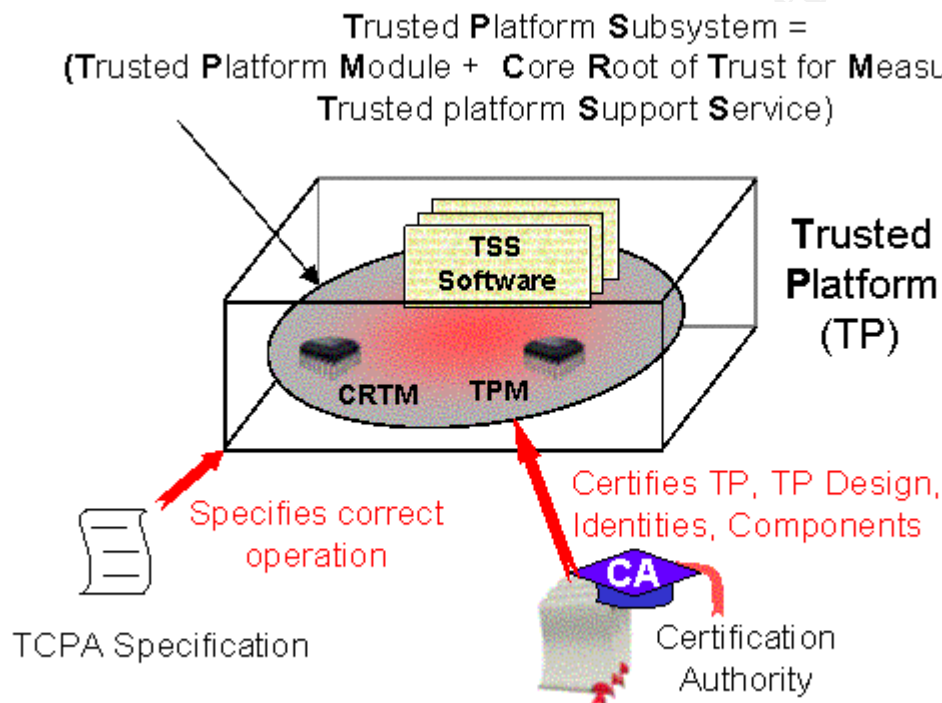 Trusted Platform Subsystem =
(Trusted Platform Module + Core Root of Trust for Measu
Trusted platform Support Service)
TSS
Software
Trusted
Platform
(TP)
CRTM
TPM
Specifies correct
operation
Certifies TP, TP Design,
Identities, Components
CA
TCPA Specification
Certification
Authority